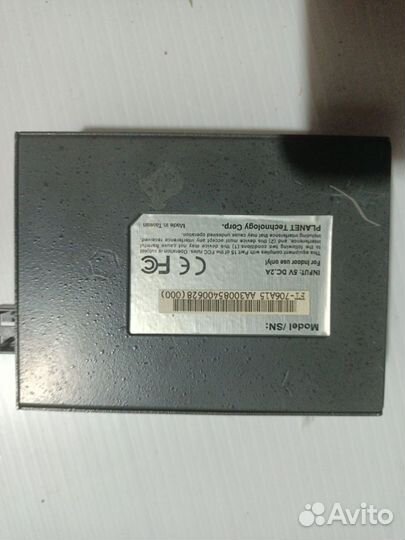 Model/SN:
FT-706A15 AA30085400628(000)
INPUT: 5V DC,2A
For indoor use only!
FC CE
This equipment complies Part 15 of the FCC rules. Operation is subject
to the following two conditions (1) this device may not cause Harmful
interference, and (2) this device must accept any interference received,
including interference that may cause undesired operation.
PLANET Technology Corp.
Made in Taiwan
Avito